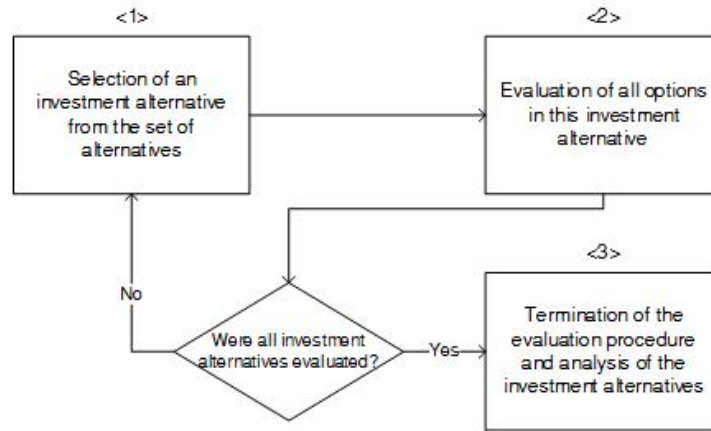 <1>
Selection of an
investment alternative
from the set of
alternatives
<2>
Evaluation of all options
in this investment
alternative
No
Were all investment
alternatives evaluated?
Yes
<3>
Termination of the
evaluation procedure
and analysis of the
investment alternatives